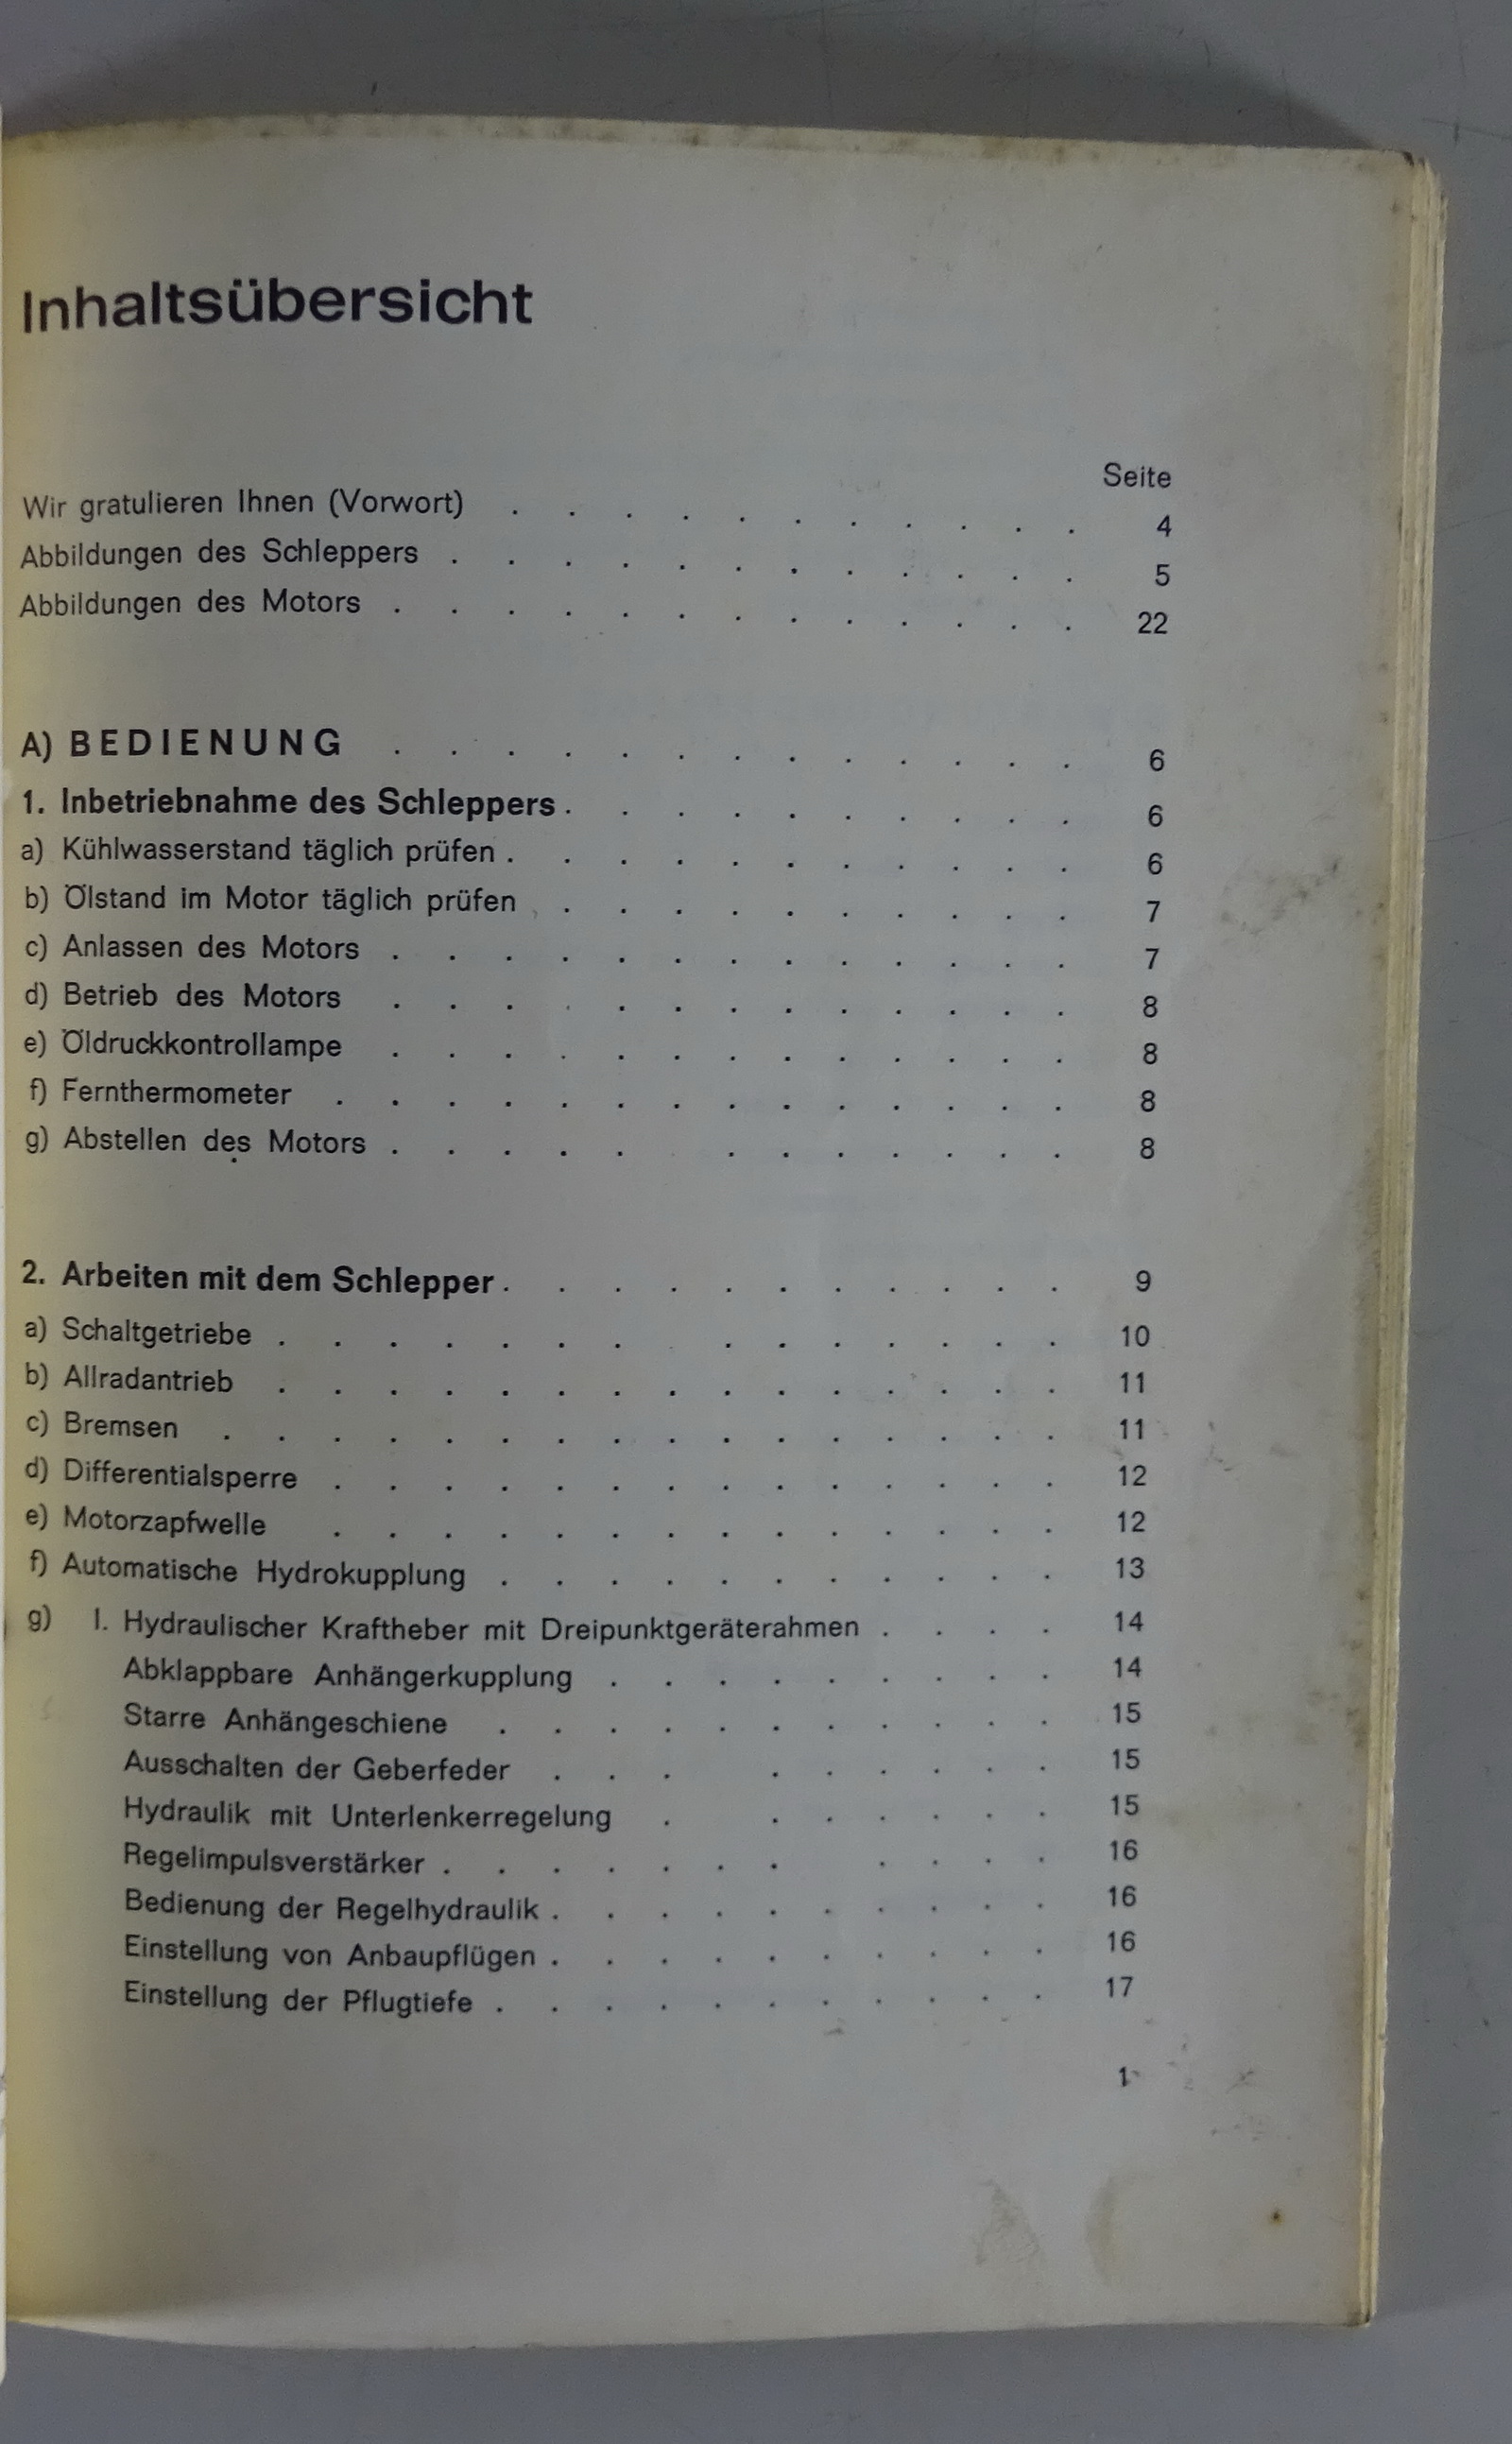 Inhaltsübersicht
Seite
Wir gratulieren Ihnen (Vorwort) . . . . . . . . . . . 4
Abbildungen des Schleppers . . . . . . . . . . . . 5
Abbildungen des Motors . . . . . . . . . . . . . 22
A) BEDIENUNG . . . . . . . . . . . . . 6
1. Inbetriebnahme des Schleppers . . . . . . . . . . 6
a) Kühlwasserstand täglich prüfen . . . . . . . . . . . 6
b) Ölstand im Motor täglich prüfen . . . . . . . . . . 7
c) Anlassen des Motors . . . . . . . . . . . . . 7
d) Betrieb des Motors . . . . . . . . . . . . . 8
e) Öldruckkontrollampe . . . . . . . . . . . . . 8
f) Fernthermometer . . . . . . . . . . . . . . 8
g) Abstellen des Motors . . . . . . . . . . . . 8
2. Arbeiten mit dem Schlepper . . . . . . . . . . . 9
a) Schaltgetriebe . . . . . . . . . . . . . . 10
b) Allradantrieb . . . . . . . . . . . . . . . 11
c) Bremsen . . . . . . . . . . . . . . . . 11
d) Differentialsperre . . . . . . . . . . . . . . 12
e) Motorzapfwelle . . . . . . . . . . . . . . 12
f) Automatische Hydrokupplung . . . . . . . . . . . 13
g) I. Hydraulischer Kraftheber mit Dreipunktgeräterahmen . . . . 14
Abklappbare Anhängerkupplung . . . . . . . . . 14
Starre Anhängeschiene . . . . . . . . . . . 15
Ausschalten der Geberfeder . . . . . . . . . 15
Hydraulik mit Unterlenkerregelung . . . . . . . 15
Regelimpulsverstärker . . . . . . . . . . . 16
Bedienung der Regelhydraulik . . . . . . . . . . 16
Einstellung von Anbaupflügen . . . . . . . . . . 16
Einstellung der Pflugtiefe . . . . . . . . . . . 17
1